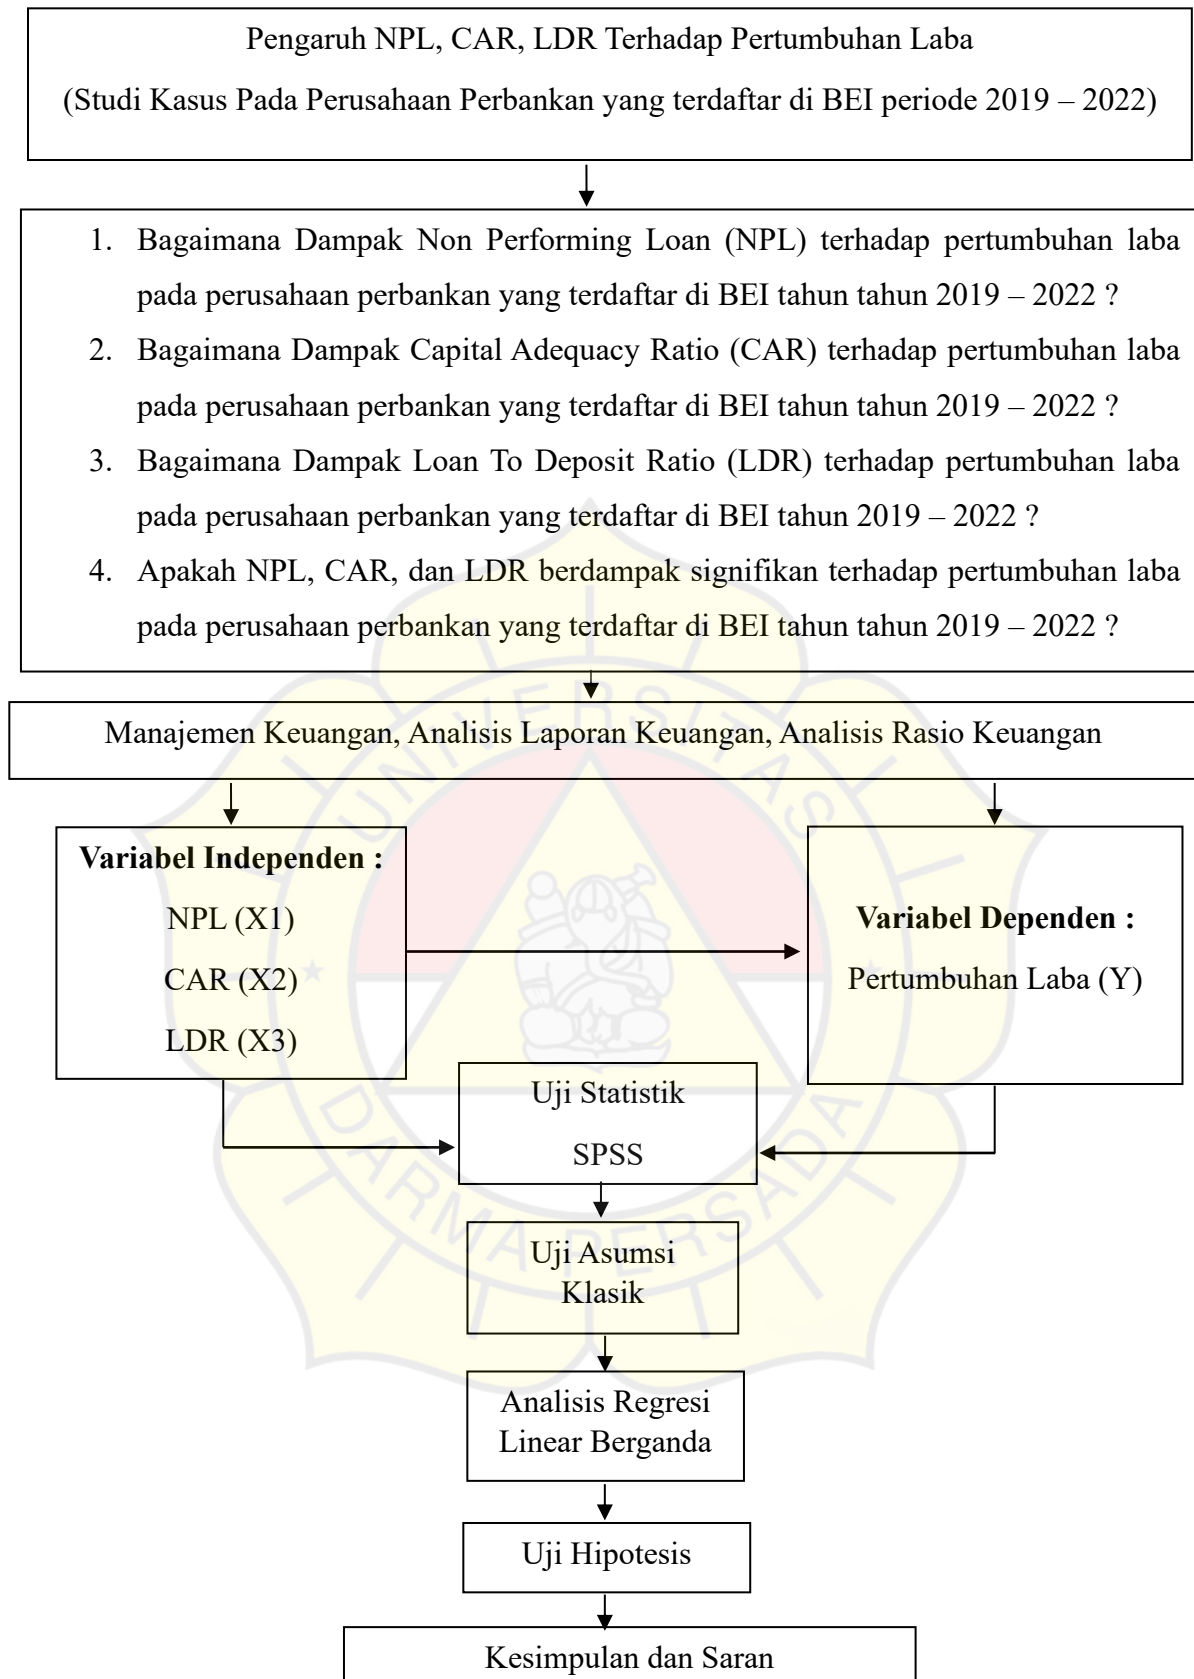 Pengaruh NPL, CAR, LDR Terhadap Pertumbuhan Laba
(Studi Kasus Pada Perusahaan Perbankan yang terdaftar di BEI periode 2019 – 2022)
1. Bagaimana Dampak Non Performing Loan (NPL) terhadap pertumbuhan laba
pada perusahaan perbankan yang terdaftar di BEI tahun tahun 2019 – 2022 ?
2. Bagaimana Dampak Capital Adequacy Ratio (CAR) terhadap pertumbuhan laba
pada perusahaan perbankan yang terdaftar di BEI tahun tahun 2019 – 2022 ?
3. Bagaimana Dampak Loan To Deposit Ratio (LDR) terhadap pertumbuhan laba
pada perusahaan perbankan yang terdaftar di BEI tahun 2019 – 2022 ?
4. Apakah NPL, CAR, dan LDR berdampak signifikan terhadap pertumbuhan laba
pada perusahaan perbankan yang terdaftar di BEI tahun tahun 2019 – 2022 ?
Manajemen Keuangan, Analisis Laporan Keuangan, Analisis Rasio Keuangan
UNIVERSITAS
Variabel Independen :
NPL (X1)
CAR (X2)
LDR (X3)
Variabel Dependen :
Pertumbuhan Laba (Y)
Uji Statistik
SPSS
DARMA PERSADA
Uji Asumsi
Klasik
Analisis Regresi
Linear Berganda
Uji Hipotesis
Kesimpulan dan Saran